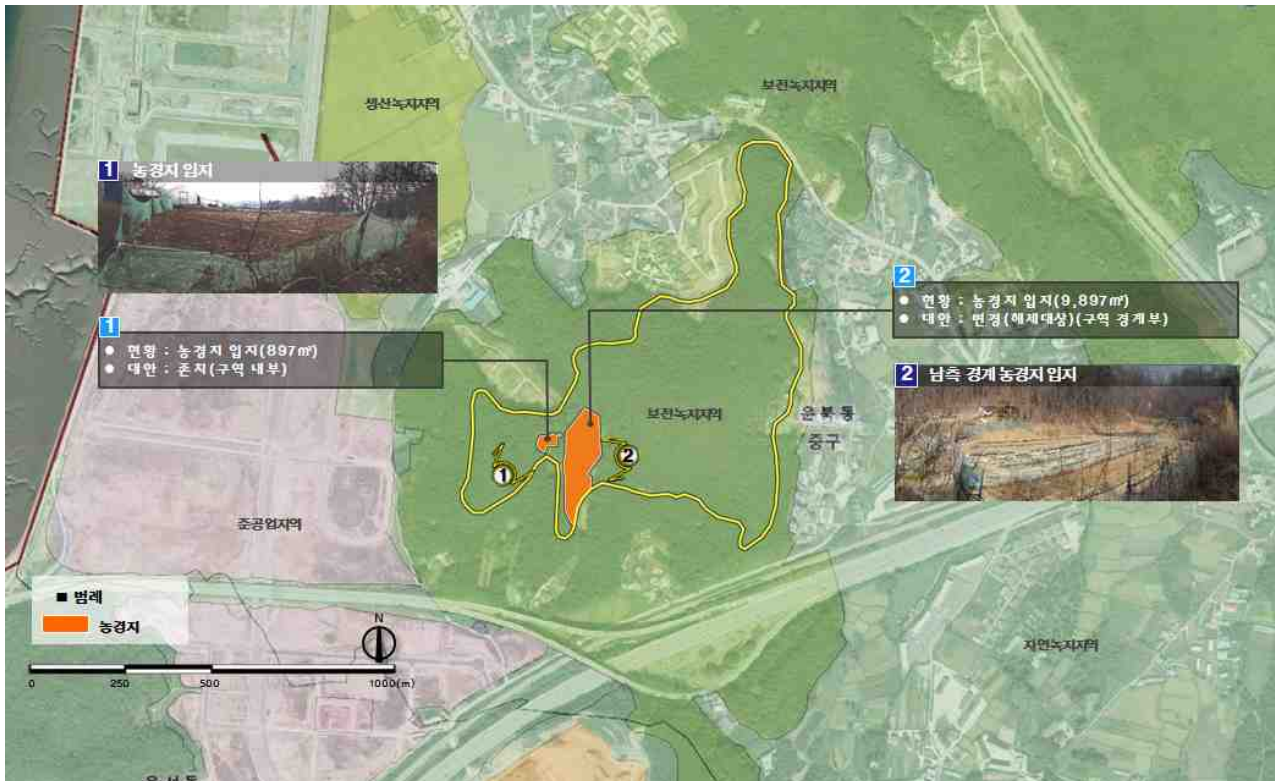 생산녹지지역
보전녹지지역
1 농경지 입지
1
● 현황 : 농경지 입지(897㎡)
● 대안 : 존치(구역 내부)
2
● 현황 : 농경지 입지(9,897㎡)
● 대안 : 변경(해제대상)(구역 경계부)
2 남측 경계 농경지 입지
보전녹지지역
운북동
중구
①
②
준공업지역
자연녹지지역
■ 범례
농경지
N
0 250 500 1000(m)
운서동